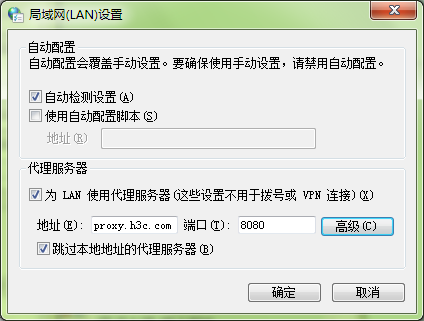 局域网(LAN)设置
自动配置
自动配置会覆盖手动设置。要确保使用手动设置，请禁用自动配置。
自动检测设置(A)
使用自动配置脚本(S)
地址(R)
代理服务器
为 LAN 使用代理服务器(这些设置不用于拨号或 VPN 连接)(X)
地址(E): proxy.h3c.com 端口(T): 8080 高级(C)
跳过本地地址的代理服务器(B)
确定 取消